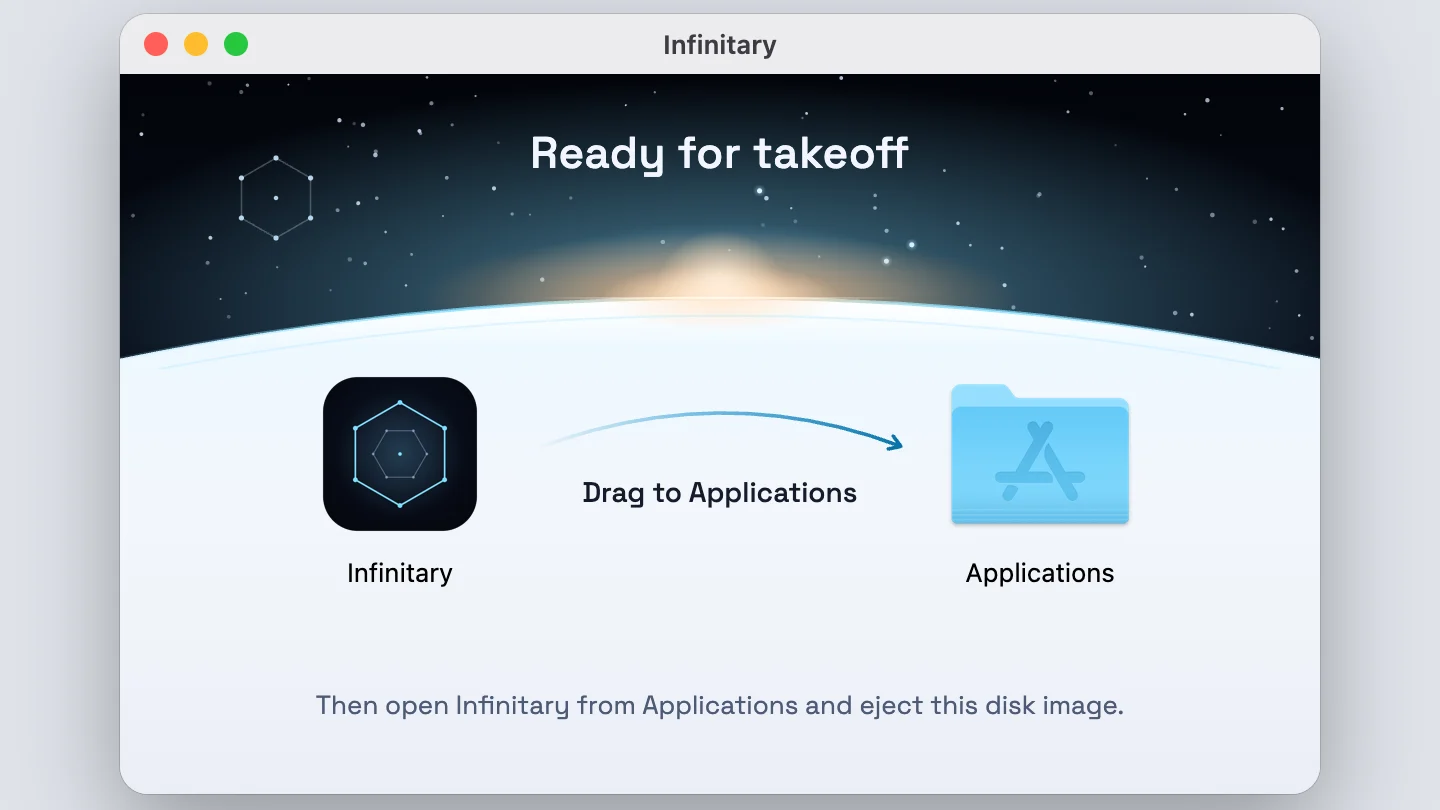 Infinitary
Ready for takeoff
Drag to Applications
Infinitary
Applications
Then open Infinitary from Applications and eject this disk image.